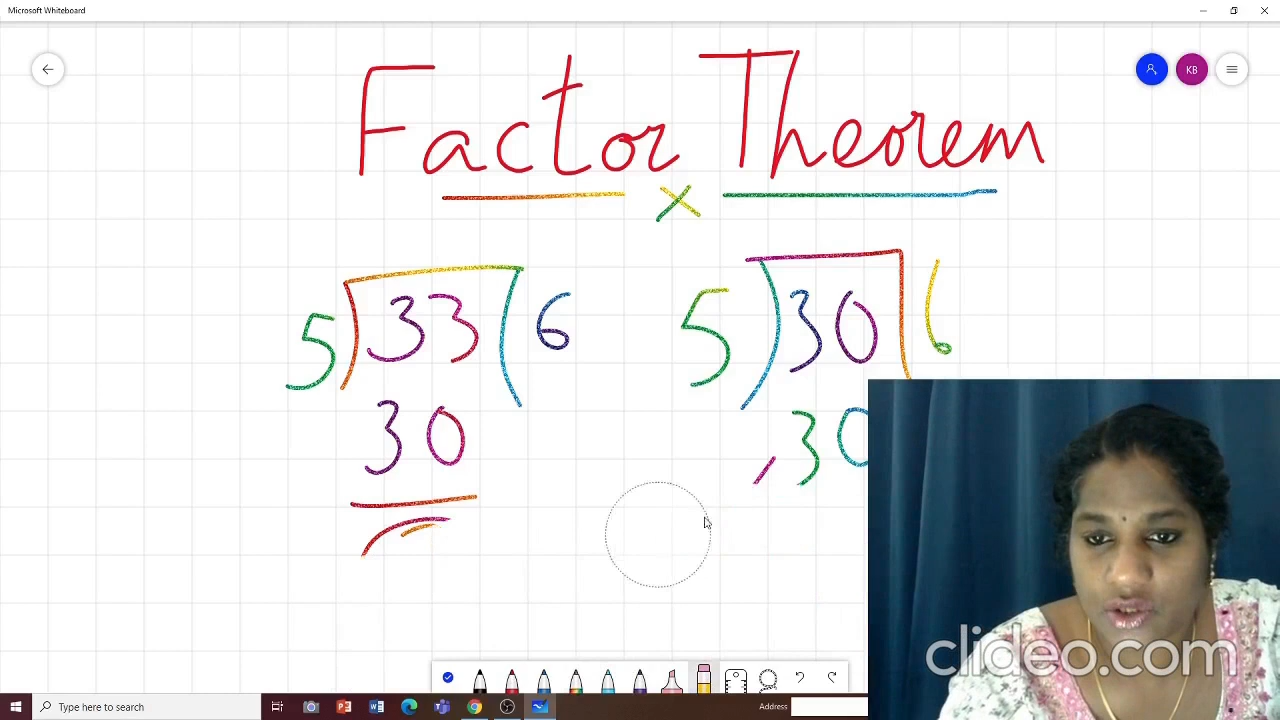 Microsoft Whiteboard
KB
Factor Theorem
×
5 33 6
30
5 30 6
30
clideo.com
Type here to search
Address